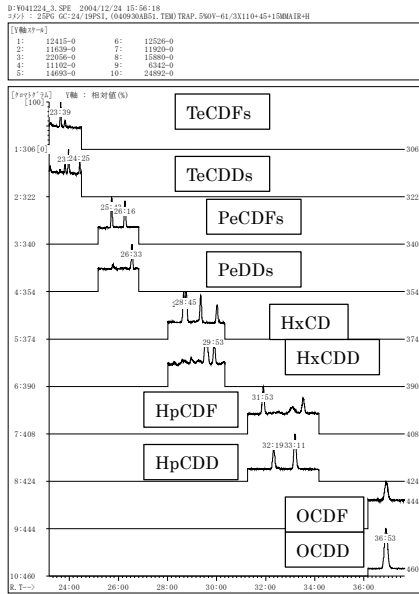 D:¥041224_3.SPE 2004/12/24 15:56:18
ｺﾒﾝﾄ : 25PG GC:24/19PSI,(040930AB51.TEM)TRAP.5%0V-61/3X110+45+15MMAIR+H
[Y軸ｽｹｰﾙ]
1: 12415-0 6: 12526-0
2: 11639-0 7: 11920-0
3: 22056-0 8: 15880-0
4: 11102-0 9: 6342-0
5: 14693-0 10: 24892-0
[ｸﾛﾏﾄｸﾞﾗﾑ] Y軸 : 相対値(%)
[100]
23:39
TeCDFs
1:306[0] 306
24:25
TeCDDs
2:322 322
26:16
PeCDFs
3:340 340
26:33
PeDDs
4:354 354
28:45
HxCD
5:374 374
HxCDD
29:53
6:390 390
31:53
HpCDF
7:408 408
32:19 33:11
HpCDD
8:424 424
444
OCDF
9:444
36:53
OCDD
10:460 460
R.T--> 24:00 26:00 28:00 30:00 32:00 34:00 36:00